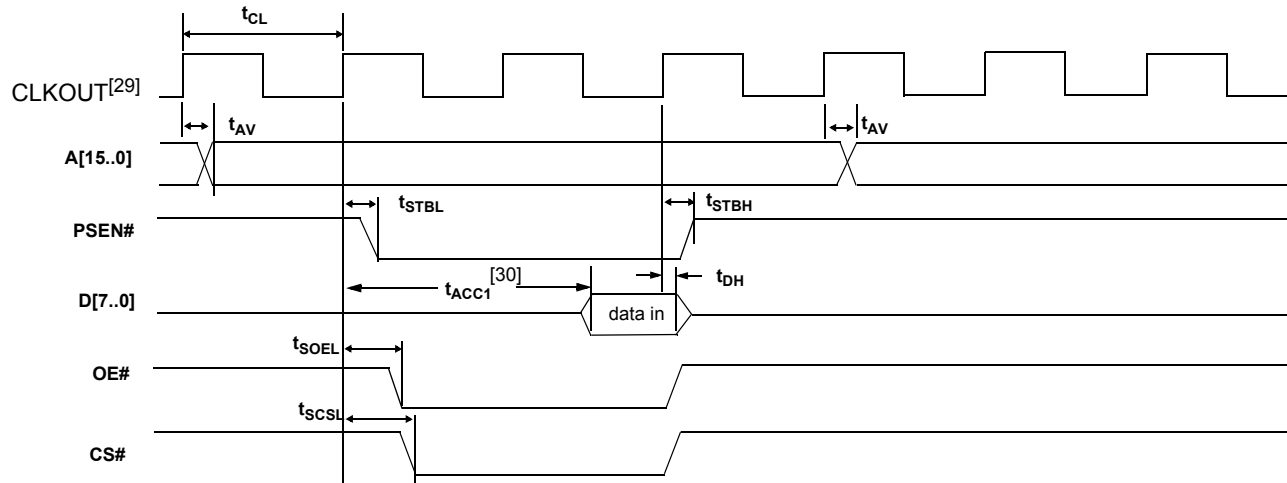 tCL
CLKOUT[29]
tAV
tAV
A[15..0]
tSTBL
tSTBH
PSEN#
[30]
tACC1
tDH
D[7..0]
data in
tSOEL
OE#
tSCSL
CS#